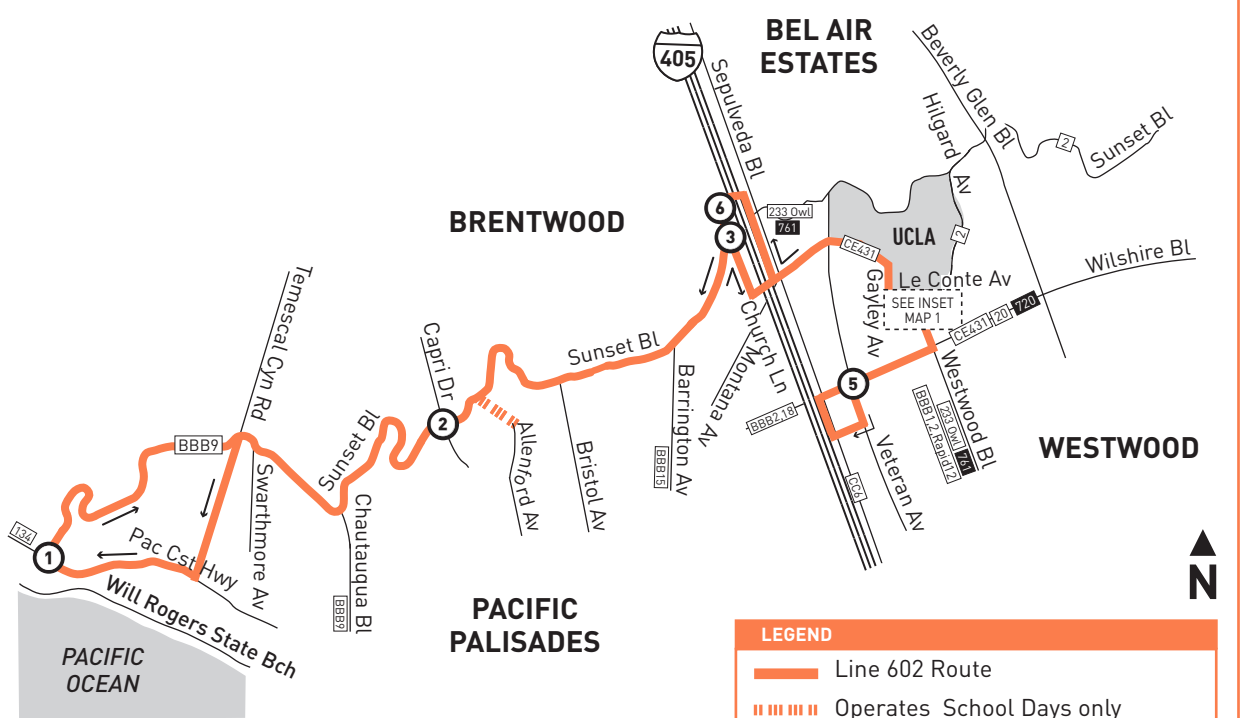 BEL AIR
ESTATES
405
Sepulveda Bl
Beverly Glen Bl
Hilgard Av
2
Sunset Bl
BRENTWOOD
6
3
233 Owl
761
UCLA
2
CE431
Le Conte Av
Wilshire Bl
SEE INSET
MAP 1
Gayley Av
CE431
20
720
Temescal Cyn Rd
Capri Dr
Sunset Bl
Church Ln
Montana Av
5
2
Barrington Av
BBB2,18
Westwood Bl
BBB1,2,Rapid12
233 Owl
761
WESTWOOD
BBB9
Sunset Bl
Allenford Av
Bristol Av
BBB15
CC6
Veteran Av
Swarthmore Av
Chautauqua Bl
134
1
Pac Cst Hwy
N
Will Rogers State Bch
BBB9
PACIFIC
PALISADES
PACIFIC
OCEAN
LEGEND
Line 602 Route
Operates School Days only